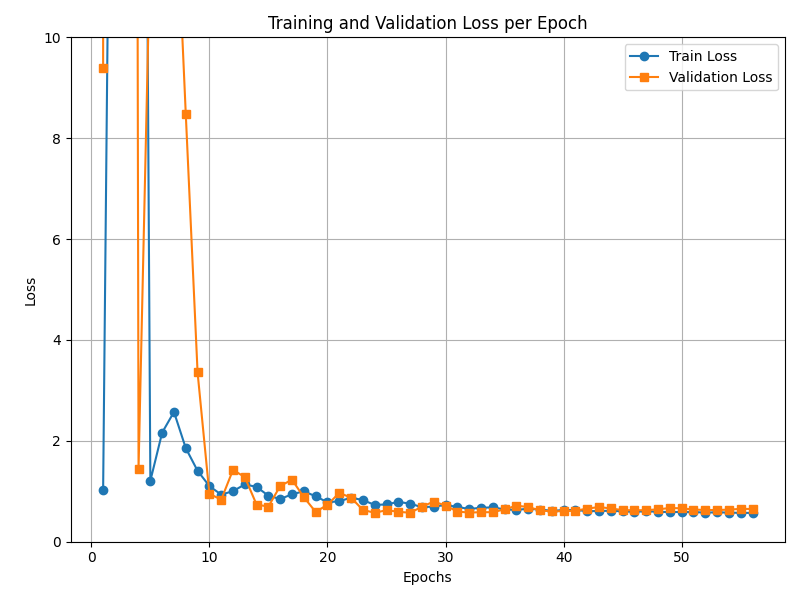 Training and Validation Loss per Epoch
Train Loss
Validation Loss
Loss
10
8
6
4
2
0
0 10 20 30 40 50
Epochs